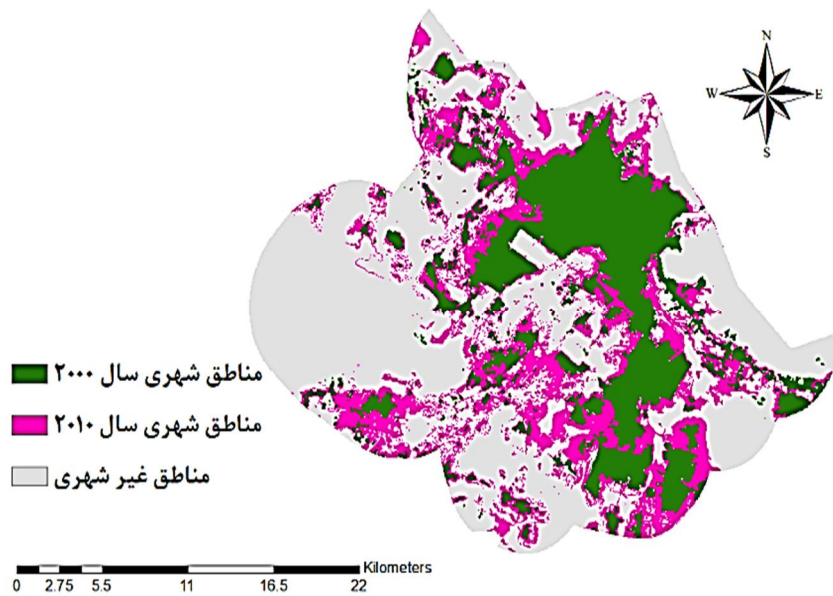 N
W E
S
مناطق شهری سال ۲۰۰۰
مناطق شهری سال ۲۰۱۰
مناطق غیر شهری
Kilometers
0 2.75 5.5 11 16.5 22